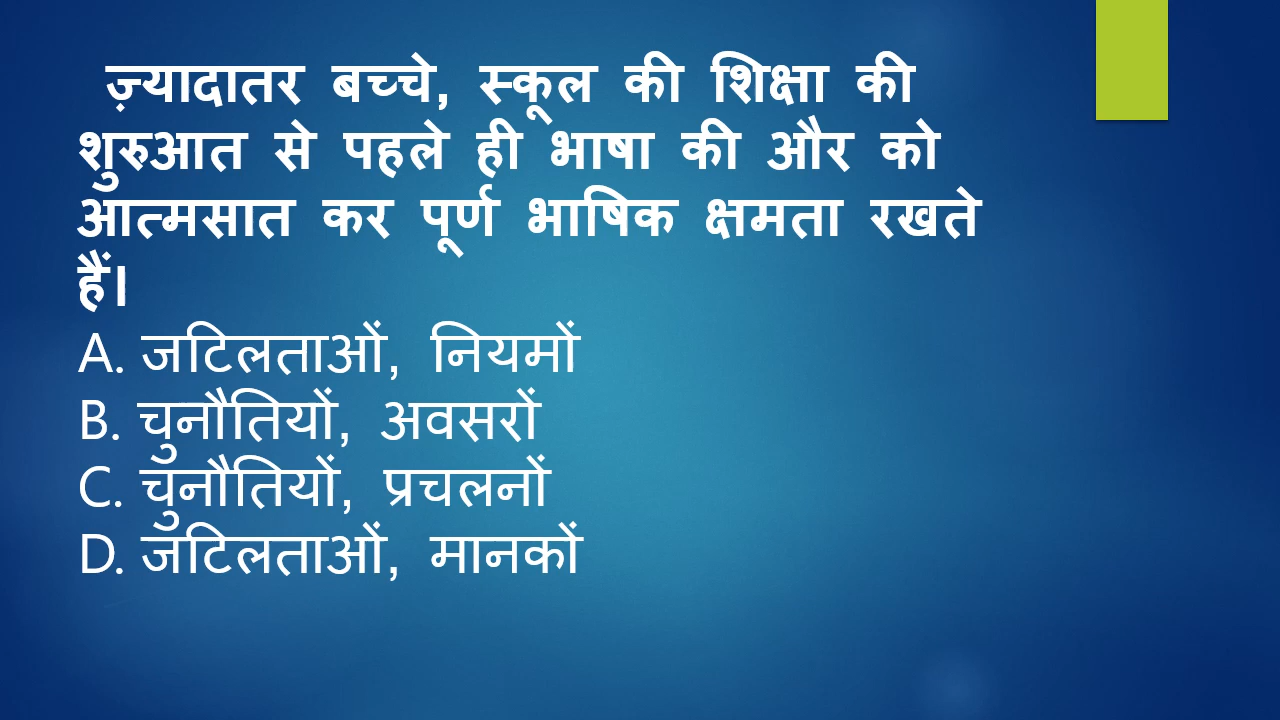 ज़्यादातर बच्चे, स्कूल की शिक्षा की
शुरुआत से पहले ही भाषा की और को
आत्मसात कर पूर्ण भाषिक क्षमता रखते
हैं।
A. जटिलताओं, नियमों
B. चुनौतियों, अवसरों
C. चुनौतियों, प्रचलनों
D. जटिलताओं, मानकों